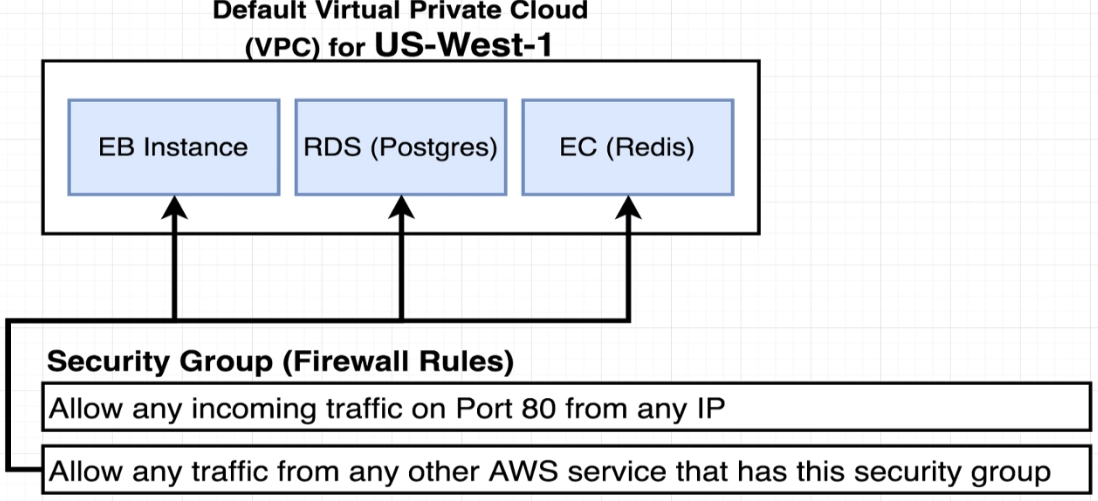 Default Virtual Private Cloud
(VPC) for US-West-1
EB Instance
RDS (Postgres)
EC (Redis)
Security Group (Firewall Rules)
Allow any incoming traffic on Port 80 from any IP
Allow any traffic from any other AWS service that has this security group